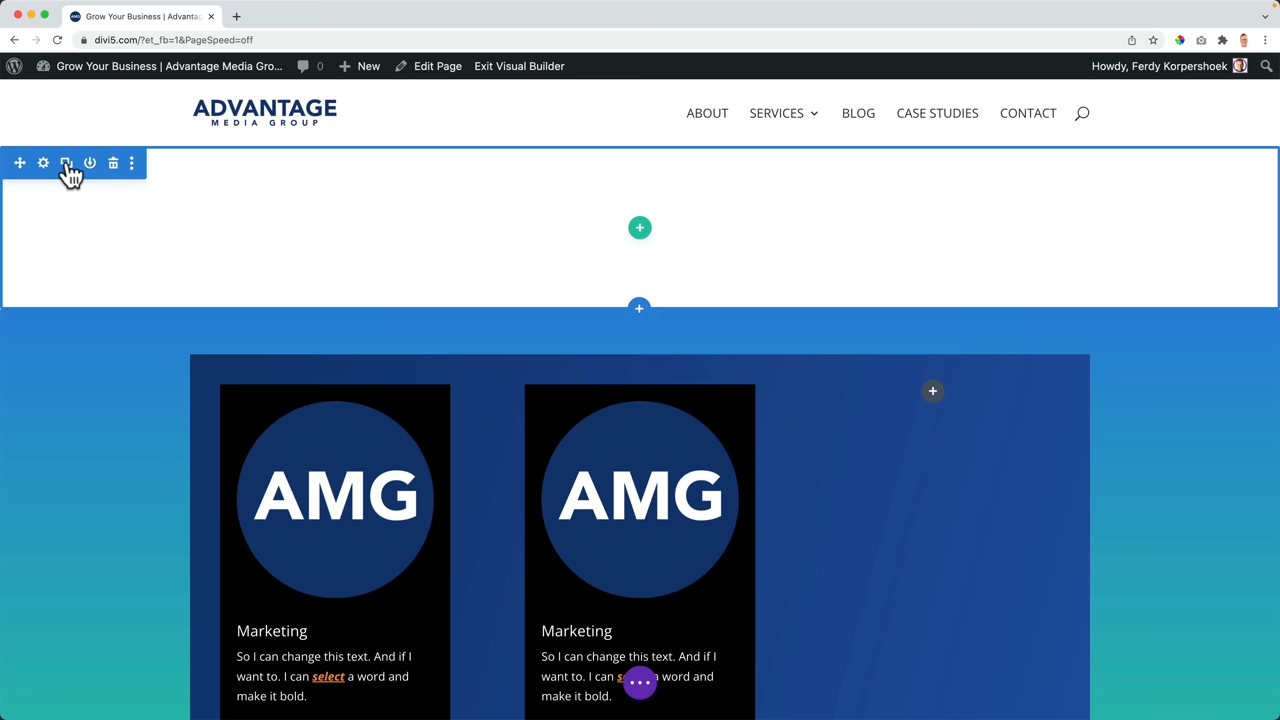 Grow Your Business | Advantag
divi5.com/?et_fb=1&PageSpeed=off
Grow Your Business | Advantage Media Gro... 0 New Edit Page Exit Visual Builder Howdy, Ferdy Korpershoek
ADVANTAGE
MEDIA GROUP
ABOUT SERVICES BLOG CASE STUDIES CONTACT
AMG
AMG
Marketing
So I can change this text. And if I
want to. I can select a word and
make it bold.
Marketing
So I can change this text. And if I
want to. I can a word and
make it bold.